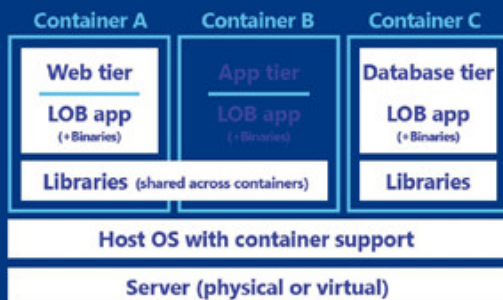 Container A
Container B
Container C
Web tier
App tier
Database tier
LOB app
LOB app
LOB app
(+Binaries)
(+Binaries)
(+Binaries)
Libraries (shared across containers)
Libraries
Host OS with container support
Server (physical or virtual)